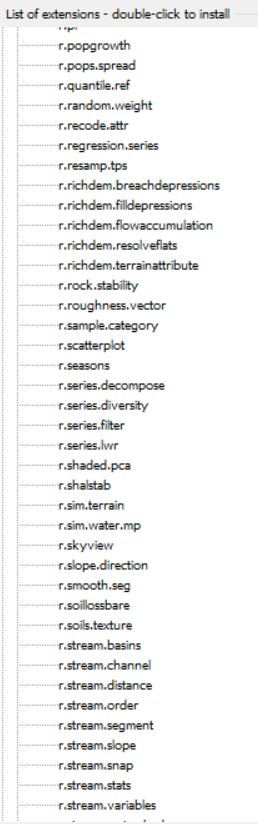 List of extensions - double-click to install
r.popgrowth
r.pops.spread
r.quantile.ref
r.random.weight
r.recode.attr
r.regression.series
r.resamp.tps
r.richdem.breachdepressions
r.richdem.filldepressions
r.richdem.flowaccumulation
r.richdem.resolveflats
r.richdem.terrainattribute
r.rock.stability
r.roughness.vector
r.sample.category
r.scatterplot
r.seasons
r.series.decompose
r.series.diversity
r.series.filter
r.series.lwr
r.shaded.pca
r.shalstab
r.sim.terrain
r.sim.water.mp
r.skyview
r.slope.direction
r.smooth.seg
r.soillossbare
r.soils.texture
r.stream.basins
r.stream.channel
r.stream.distance
r.stream.order
r.stream.segment
r.stream.slope
r.stream.snap
r.stream.stats
r.stream.variables